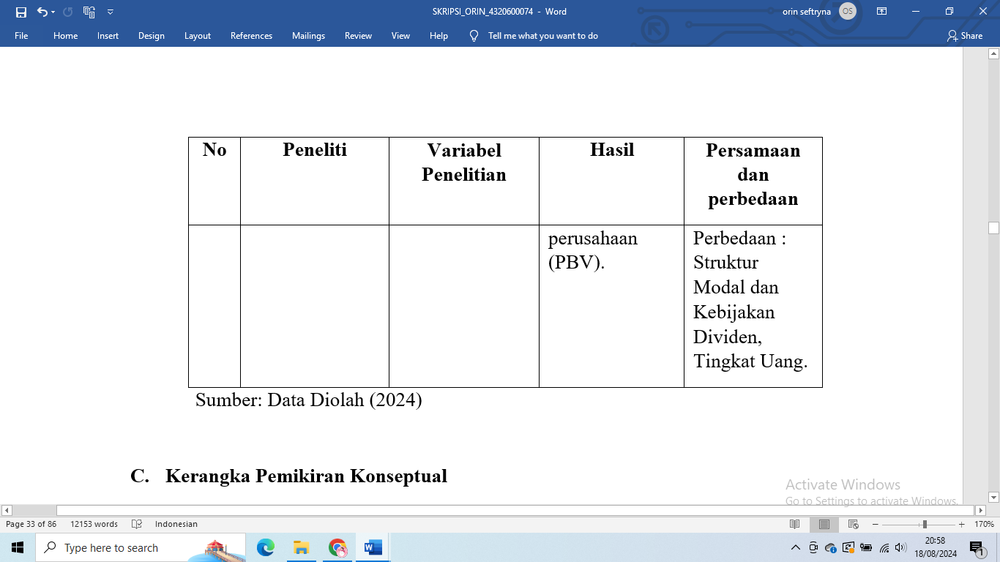 SKRIPSI_ORIN_4320600074 - Word
orin seftryna
OS
File Home Insert Design Layout References Mailings Review View Help Tell me what you want to do Share
No Peneliti Variabel Penelitian Hasil Persamaan dan perbedaan
perusahaan
(PBV).
Perbedaan :
Struktur
Modal dan
Kebijakan
Dividen,
Tingkat Uang.
Sumber: Data Diolah (2024)
C. Kerangka Pemikiran Konseptual
Activate Windows
Go to Settings to activate Windows.
Page 33 of 86 12153 words Indonesian 170%
Type here to search
20:58
18/08/2024
1